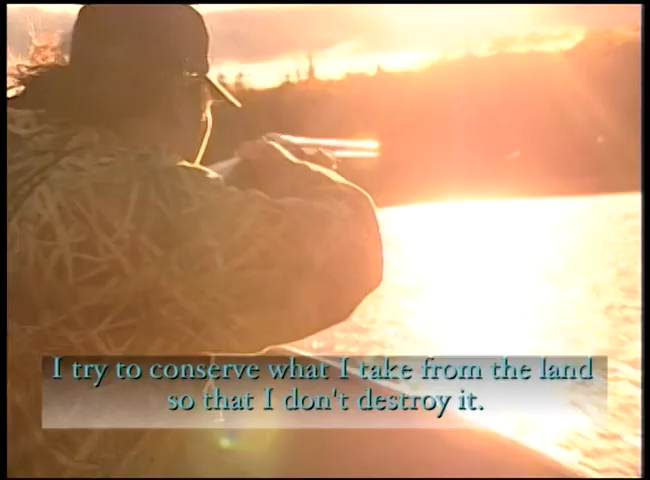 I try to conserve what I take from the land
so that I don't destroy it.